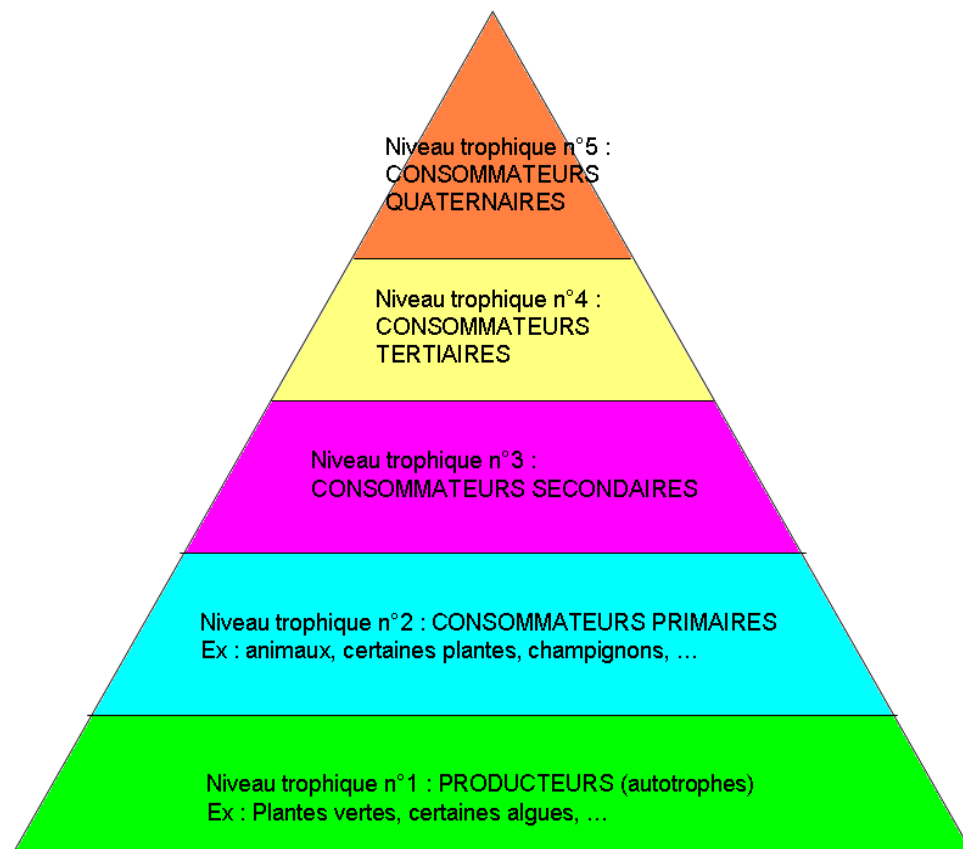 Niveau trophique n°5 :
CONSOMMATEURS
QUATERNAIRES
Niveau trophique n°4 :
CONSOMMATEURS
TERTIAIRES
Niveau trophique n°3 :
CONSOMMATEURS SECONDAIRES
Niveau trophique n°2 : CONSOMMATEURS PRIMAIRES
Ex : animaux, certaines plantes, champignons, …
Niveau trophique n°1 : PRODUCTEURS (autotrophes)
Ex : Plantes vertes, certaines algues, …